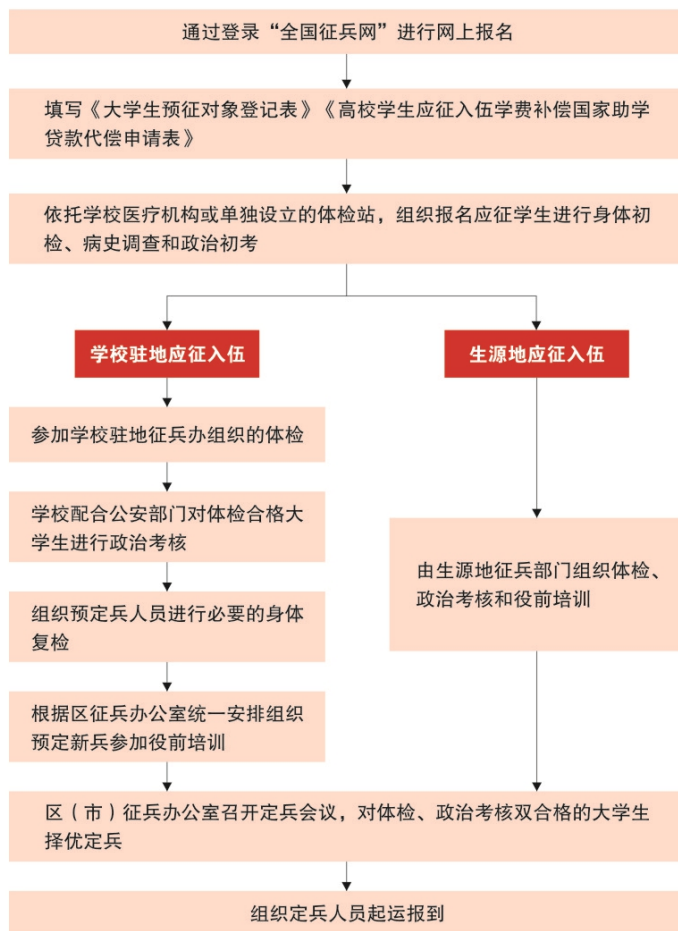 通过登录“全国征兵网”进行网上报名
填写《大学生预征对象登记表》《高校学生应征入伍学费补偿国家助学
贷款代偿申请表》
依托学校医疗机构或单独设立的体检站，组织报名应征学生进行身体初
检、病史调查和政治初考
学校驻地应征入伍
参加学校驻地征兵办组织的体检
学校配合公安部门对体检合格大
学生进行政治考核
组织预定兵人员进行必要的身体
复检
根据区征兵办公室统一安排组织
预定新兵参加役前培训
生源地应征入伍
由生源地征兵部门组织体检、
政治考核和役前培训
区（市）征兵办公室召开定兵会议，对体检、政治考核双合格的大学生
择优定兵
组织定兵人员起运报到